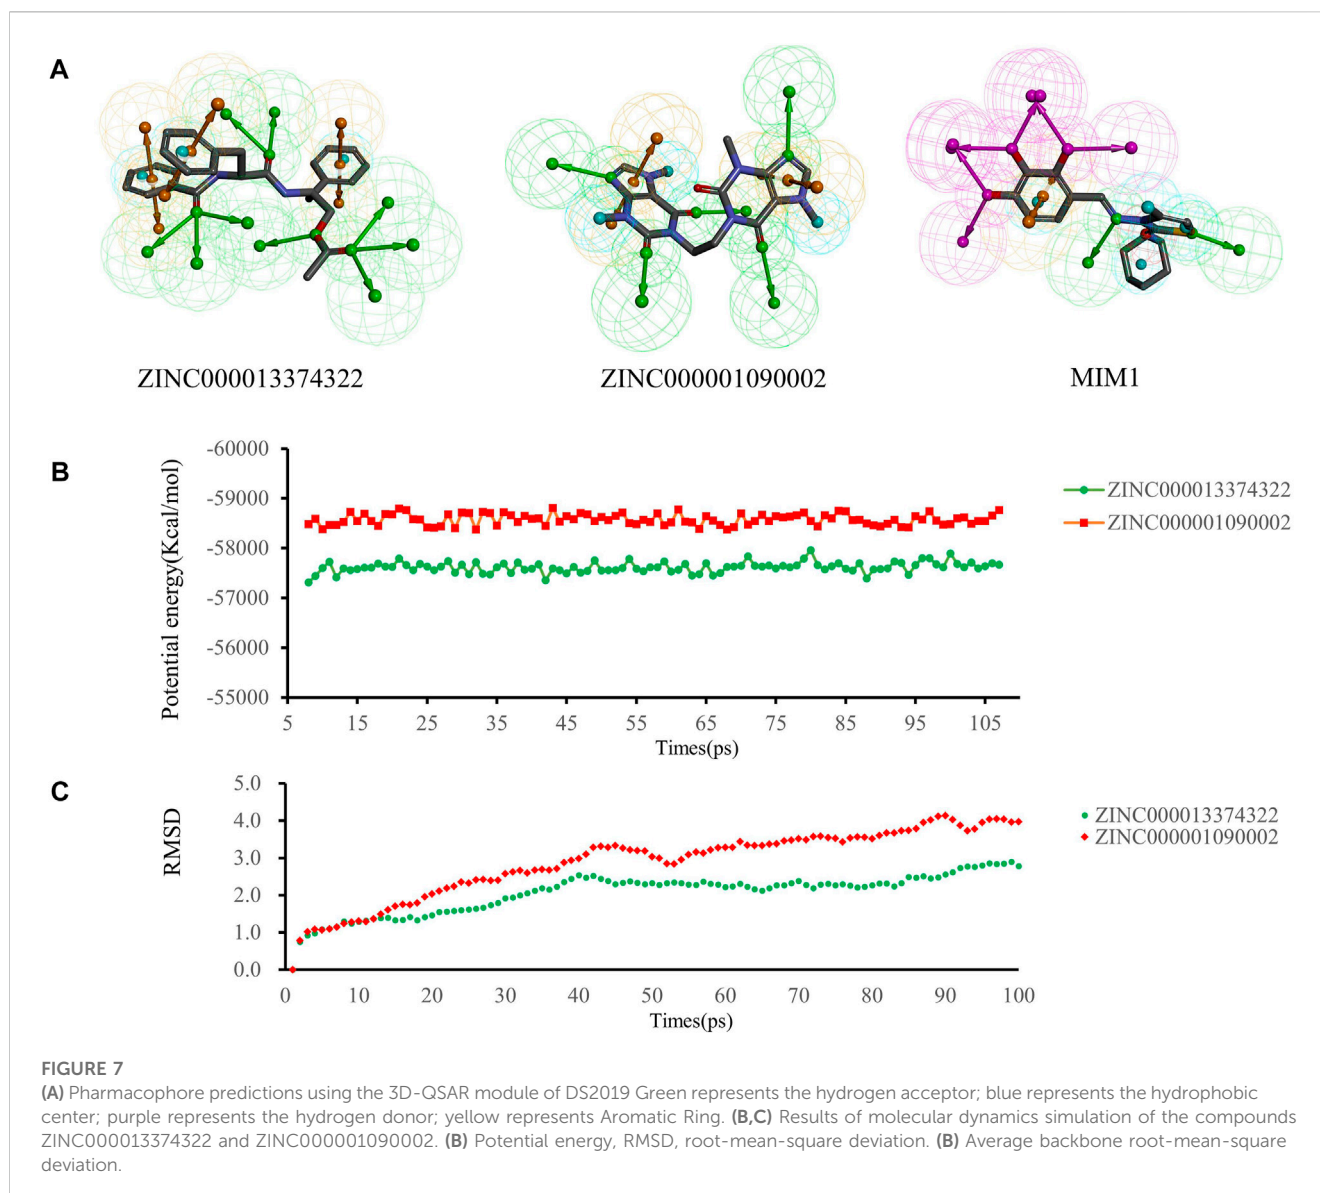 A
ZINC000013374322
ZINC000001090002
MIM1
B
Potential energy(Kcal/mol)
-60000
-59000
-58000
-57000
-56000
-55000
5 15 25 35 45 55 65 75 85 95 105
Times(ps)
ZINC000013374322
ZINC000001090002
C
RMSD
5.0
4.0
3.0
2.0
1.0
0.0
0 10 20 30 40 50 60 70 80 90 100
Times(ps)
ZINC000013374322
ZINC000001090002
FIGURE 7
(A) Pharmacophore predictions using the 3D-QSAR module of DS2019 Green represents the hydrogen acceptor; blue represents the hydrophobic
center; purple represents the hydrogen donor; yellow represents Aromatic Ring. (B,C) Results of molecular dynamics simulation of the compounds
ZINC000013374322 and ZINC000001090002. (B) Potential energy, RMSD, root-mean-square deviation. (B) Average backbone root-mean-square
deviation.